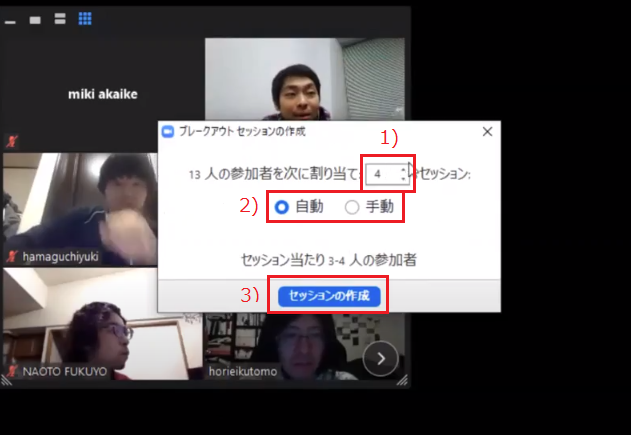 miki akaike
ブレークアウト セッションの作成
1)
13 人の参加者を次に割り当て: 4 セッション:
2)
自動 手動
セッション当たり 3-4 人の参加者
3)
セッションの作成
hamaguchiyuki
NAOTO FUKUYO
horieikutomo